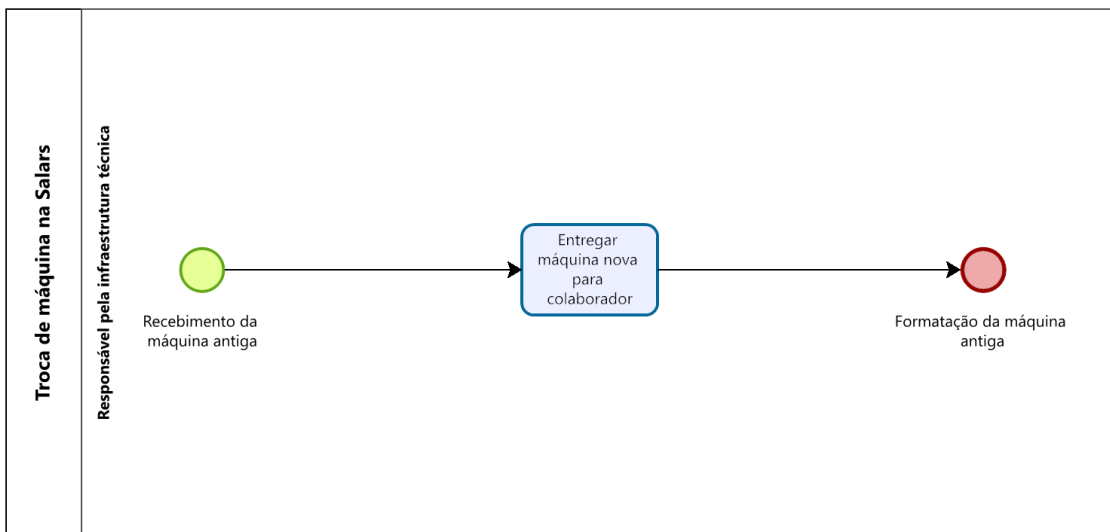 Troca de máquina na Salars
Responsável pela infraestrutura técnica
Recebimento da
máquina antiga
Entregar
máquina nova
para
colaborador
Formatação da máquina
antiga